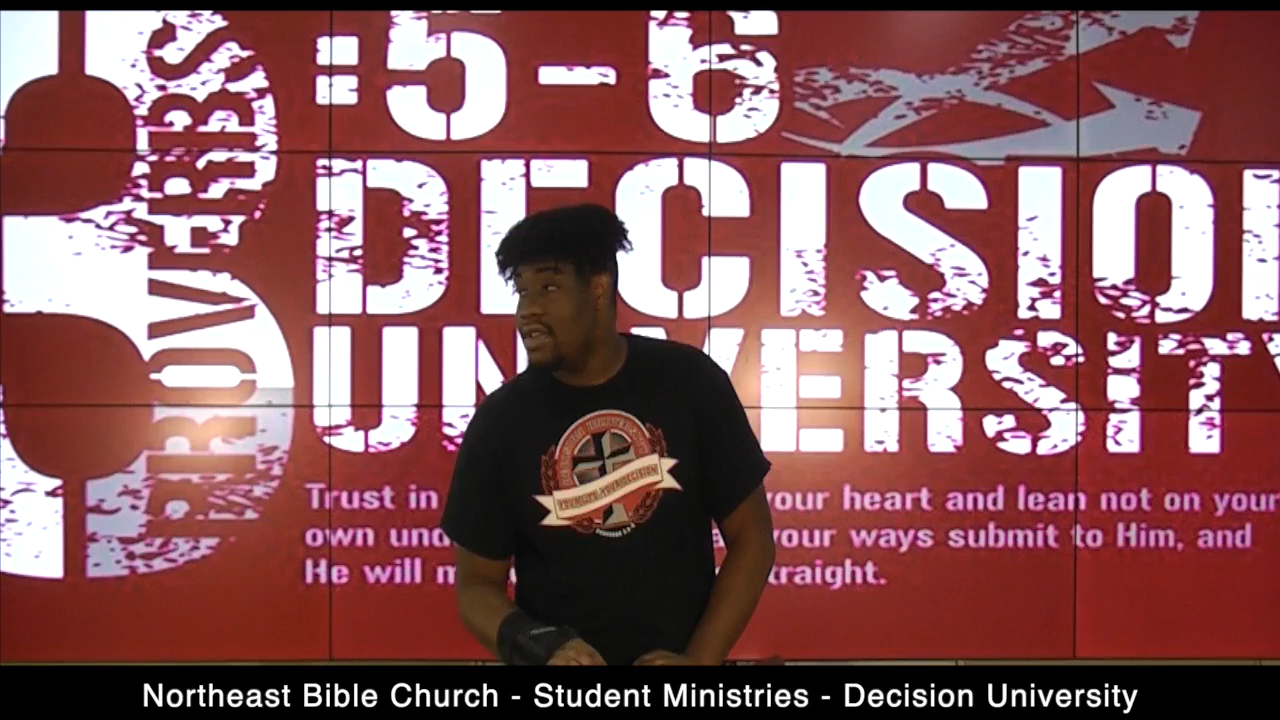 PROVERBS
:5-6
DECISION
UNIVERSITY
Trust in your heart and lean not on your
own und your ways submit to Him, and
He will m traight.
Northeast Bible Church - Student Ministries - Decision University